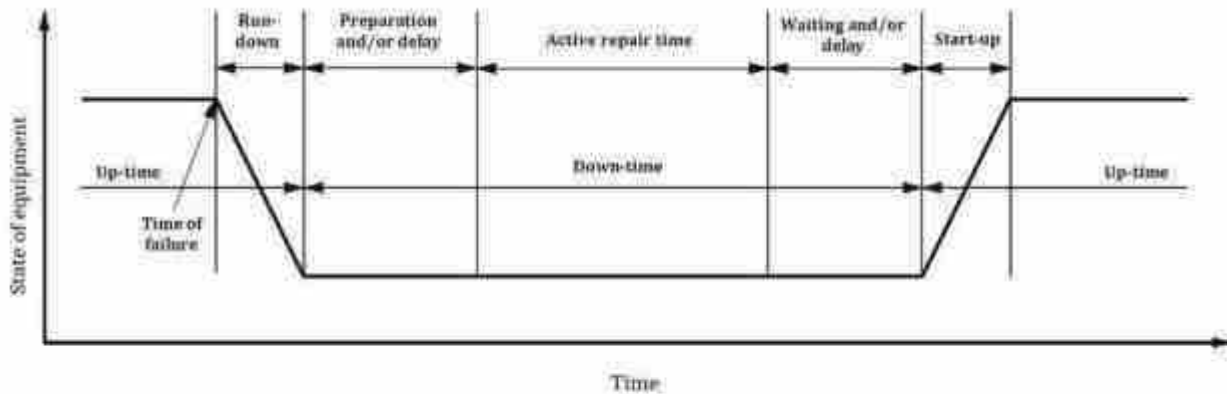 Run-
down
Preparation
and/or delay
Active repair time
Waiting and/or
delay
Start-up
Up-time
Down-time
Up-time
Time of
failure
State of equipment
Time